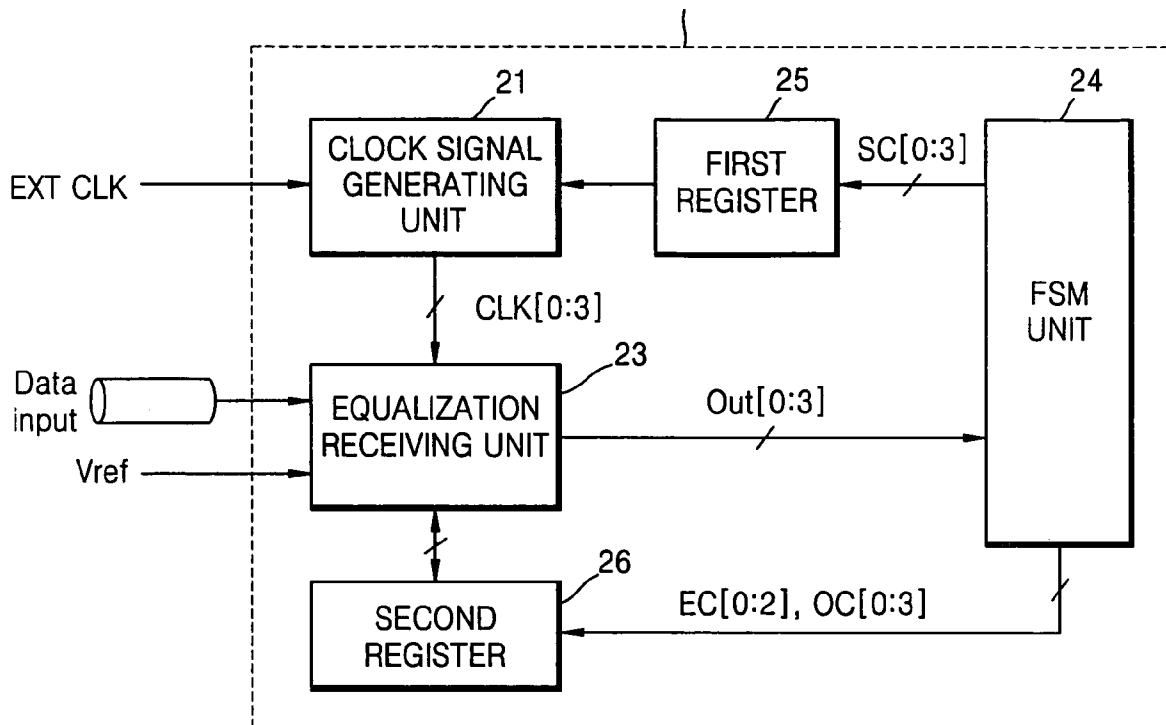 21
25
24
CLOCK SIGNAL
GENERATING
UNIT
FIRST
REGISTER
SC[0:3]
EXT CLK
FSM
UNIT
CLK[0:3]
23
Data
input
EQUALIZATION
RECEIVING UNIT
Out[0:3]
Vref
26
SECOND
REGISTER
EC[0:2], OC[0:3]